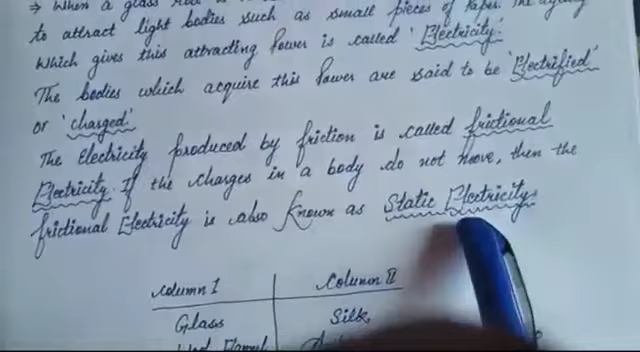 ⇒ When a glass
to attract light bodies such as small pieces of Paper. The agency
which gives this attracting Power is called 'Electricity'.
The bodies which acquire this Power are said to be 'Electrified'
or 'charged'
The Electricity produced by friction is called frictional
Electricity. If the charges in a body do not move, then the
frictional Electricity is also known as Static Electricity.
Column I Column II
Glass Silk
Flannel